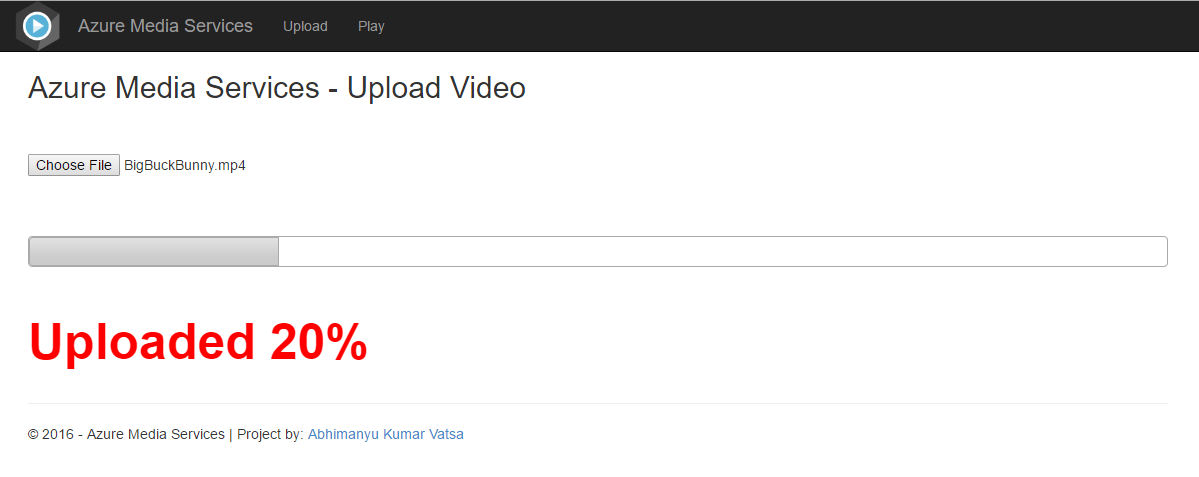 Azure Media Services Upload Play
Azure Media Services - Upload Video
Choose File BigBuckBunny.mp4
Uploaded 20%
© 2016 - Azure Media Services | Project by: Abhimanyu Kumar Vatsa